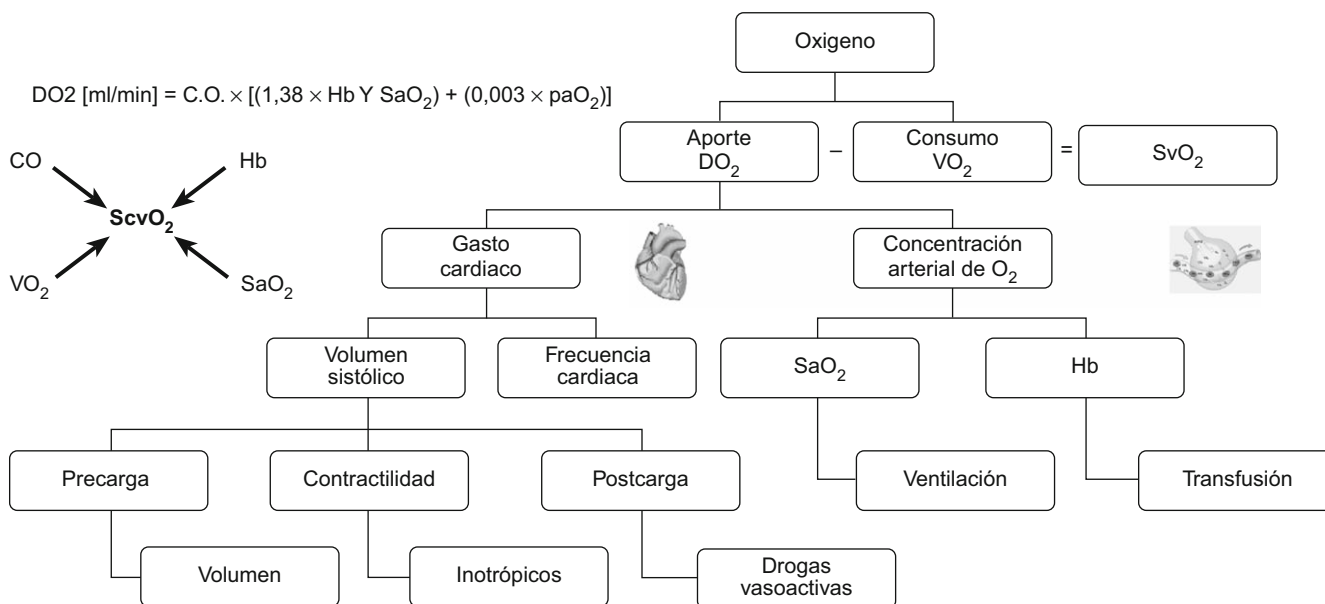 Oxigeno
DO2 [ml/min] = C.O. × [(1,38 × Hb Y SaO₂) + (0,003 × paO₂)]
Aporte
DO₂
–
Consumo
VO₂
=
SvO₂
CO
Hb
ScvO₂
VO₂
SaO₂
Gasto
cardiaco
Concentración
arterial de O₂
Volumen
sistólico
Frecuencia
cardiaca
SaO₂
Hb
Precarga
Contractilidad
Postcarga
Ventilación
Transfusión
Volumen
Inotrópicos
Drogas
vasoactivas